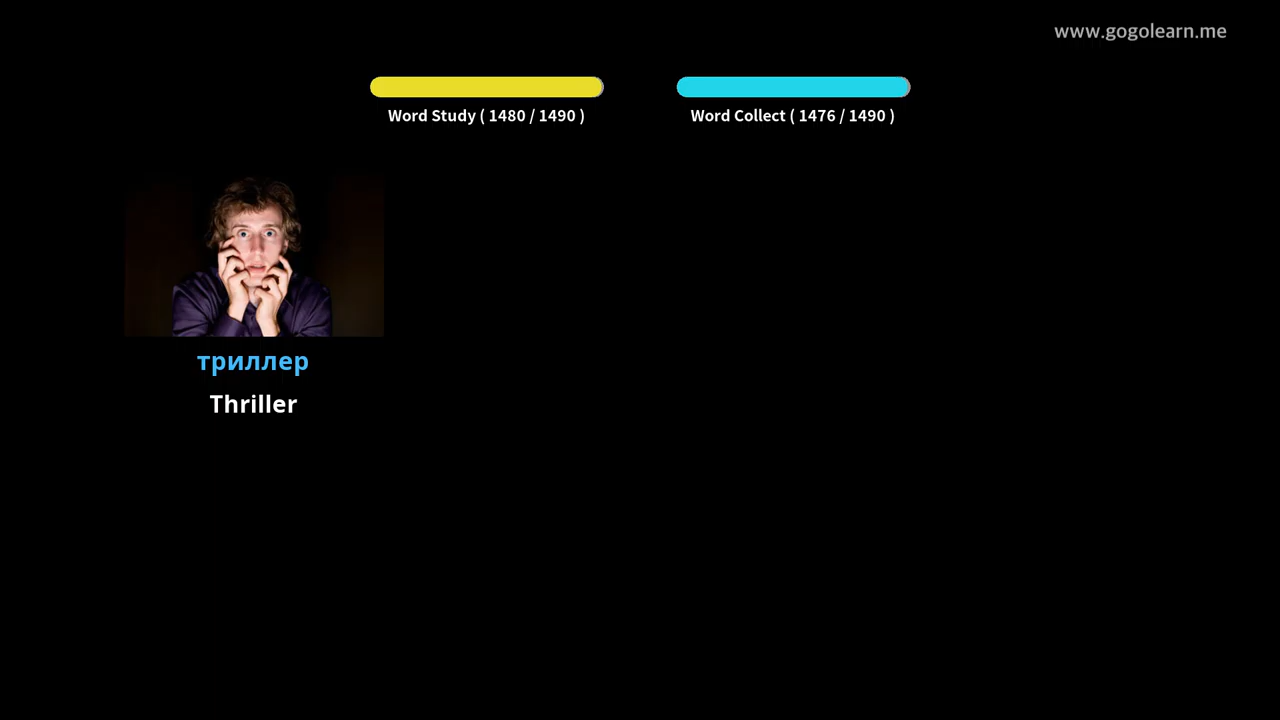 www.gogolearn.me
Word Study ( 1480 / 1490 )
Word Collect ( 1476 / 1490 )
триллер
Thriller